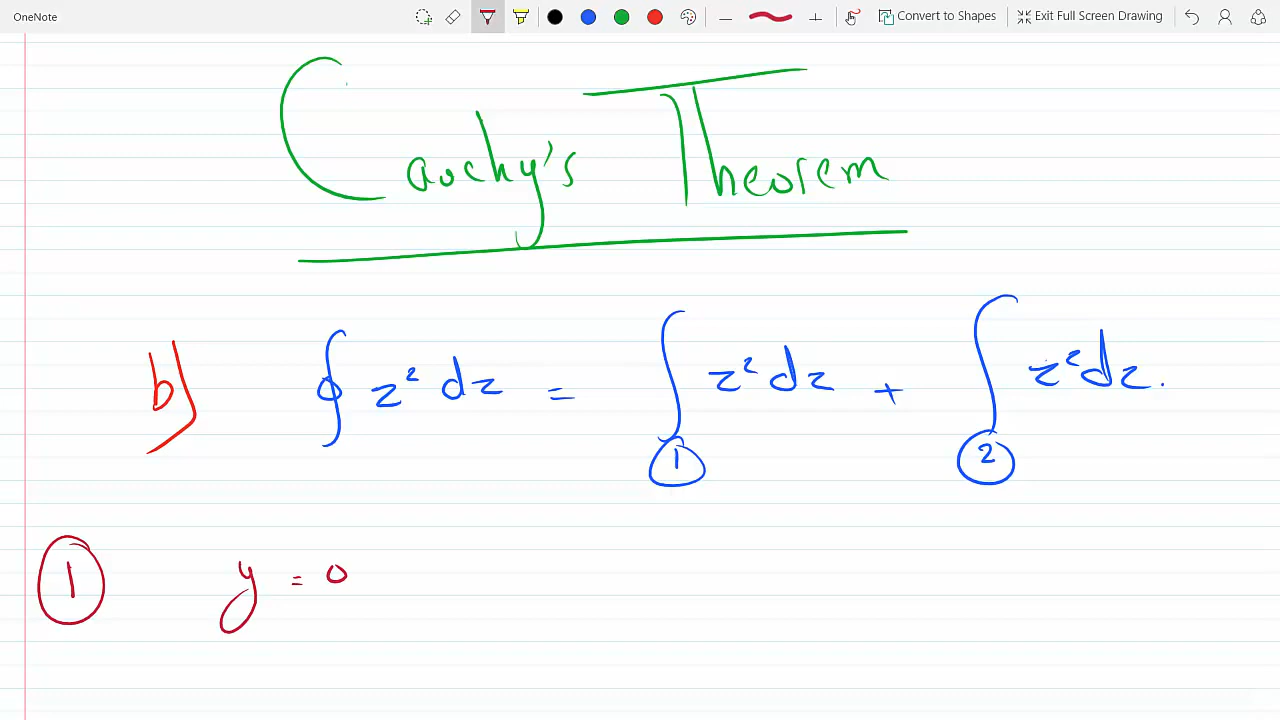 OneNote
Convert to Shapes
Exit Full Screen Drawing
Cauchy's Theorem
b) ∮ z² dz = ∫① z² dz + ∫② z² dz.
① y = 0